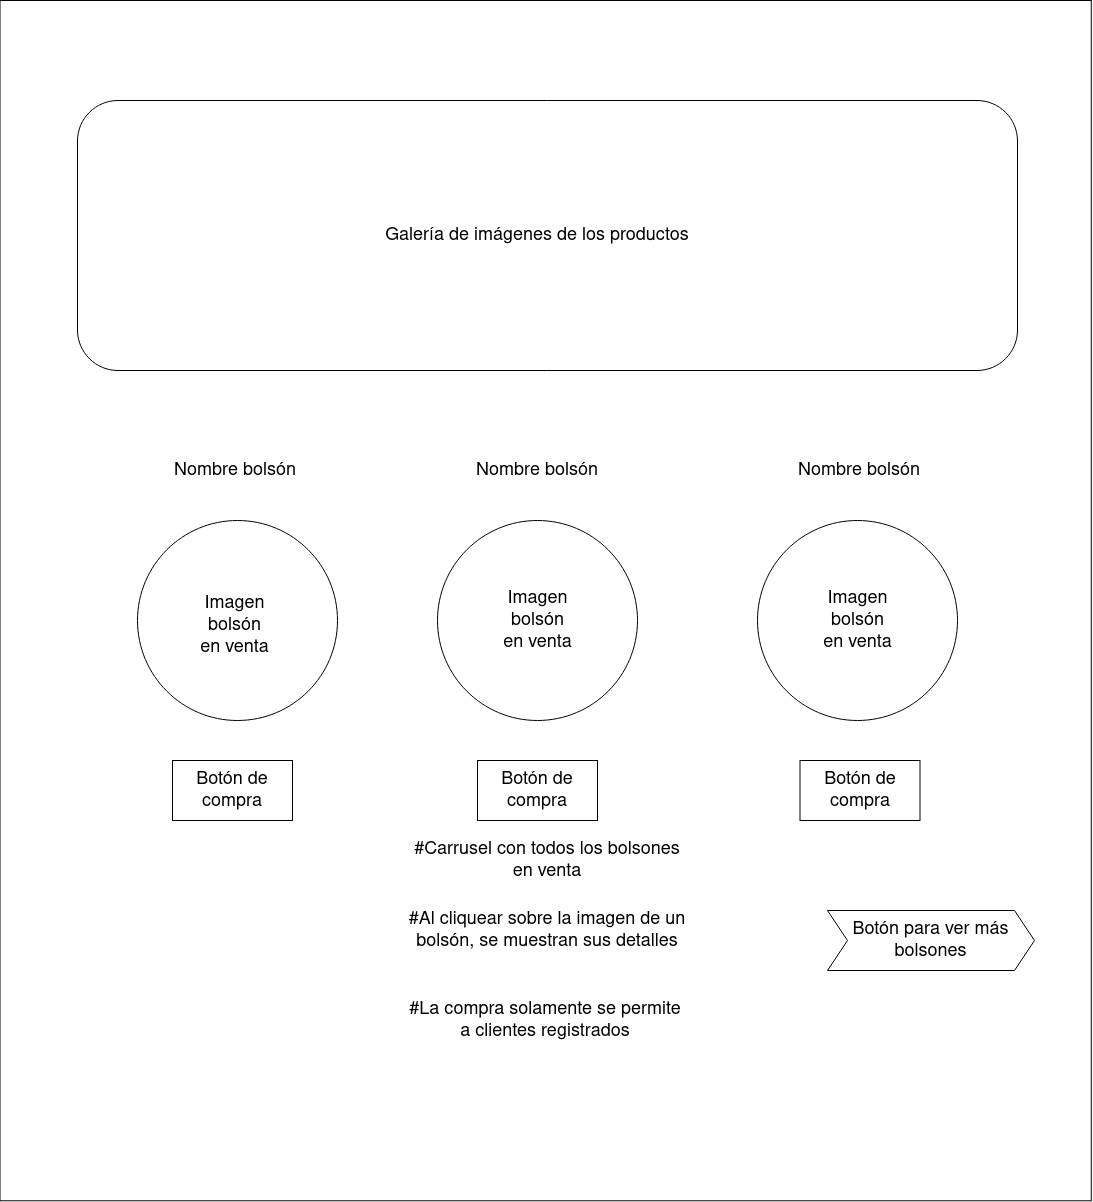 Galería de imágenes de los productos
Nombre bolsón
Nombre bolsón
Nombre bolsón
Imagen
bolsón
en venta
Imagen
bolsón
en venta
Imagen
bolsón
en venta
Botón de
compra
Botón de
compra
Botón de
compra
#Carrusel con todos los bolsones
en venta
#Al cliquear sobre la imagen de un
bolsón, se muestran sus detalles
Botón para ver más
bolsones
#La compra solamente se permite
a clientes registrados